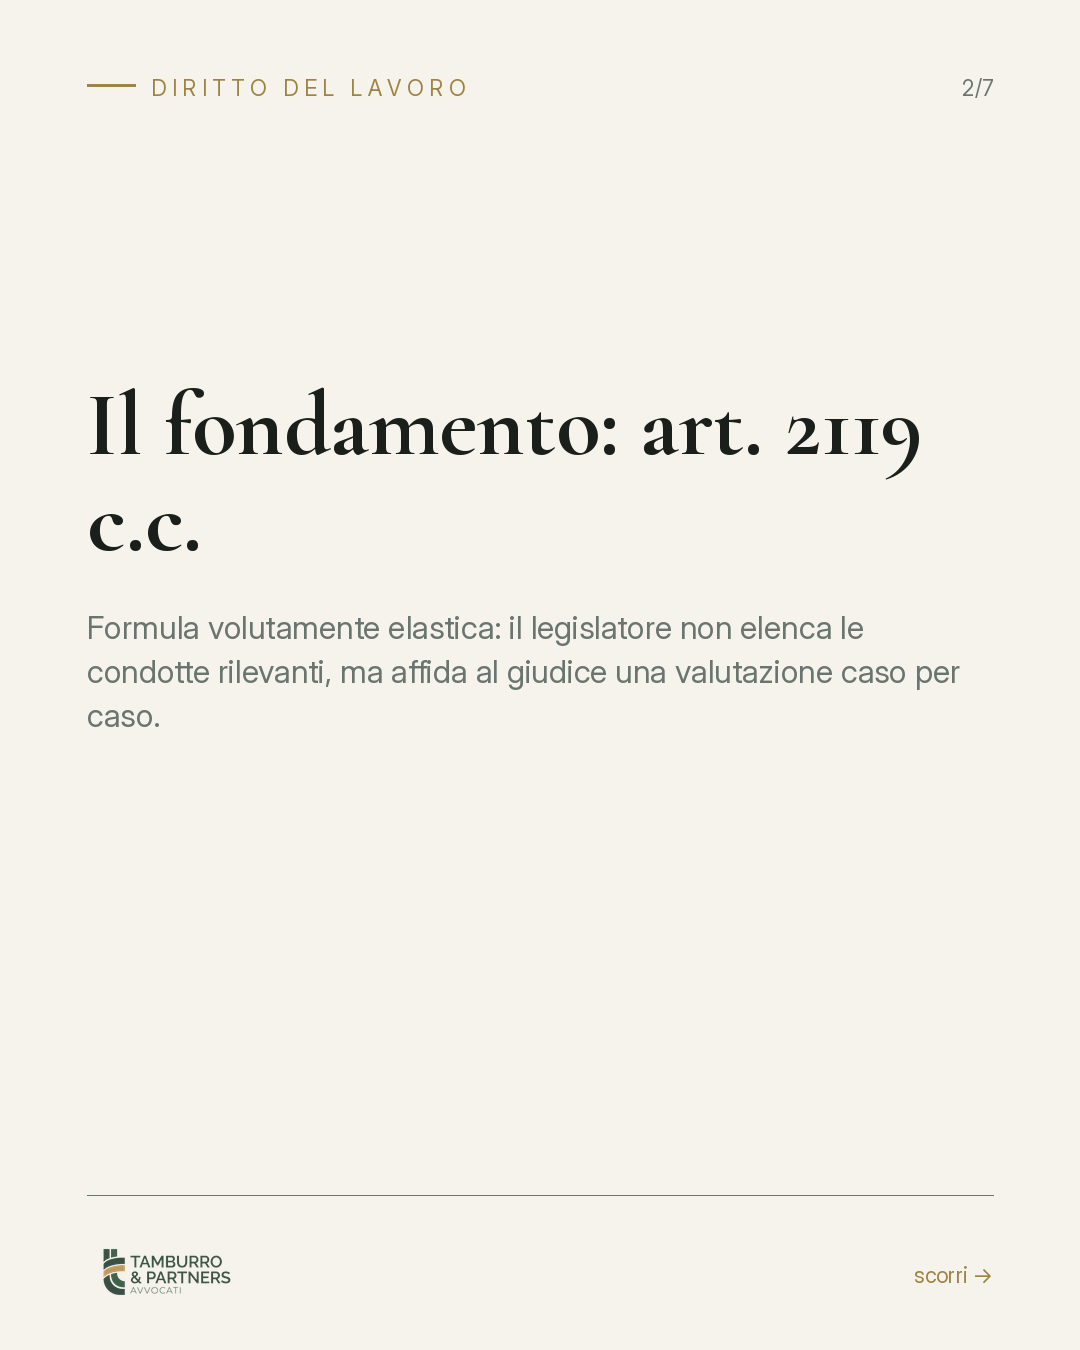 DIRITTO DEL LAVORO
2/7
Il fondamento: art. 2119
c.c.
Formula volutamente elastica: il legislatore non elenca le
condotte rilevanti, ma affida al giudice una valutazione caso per
caso.
TAMBURRO
& PARTNERS
AVVOCATI
scorri →